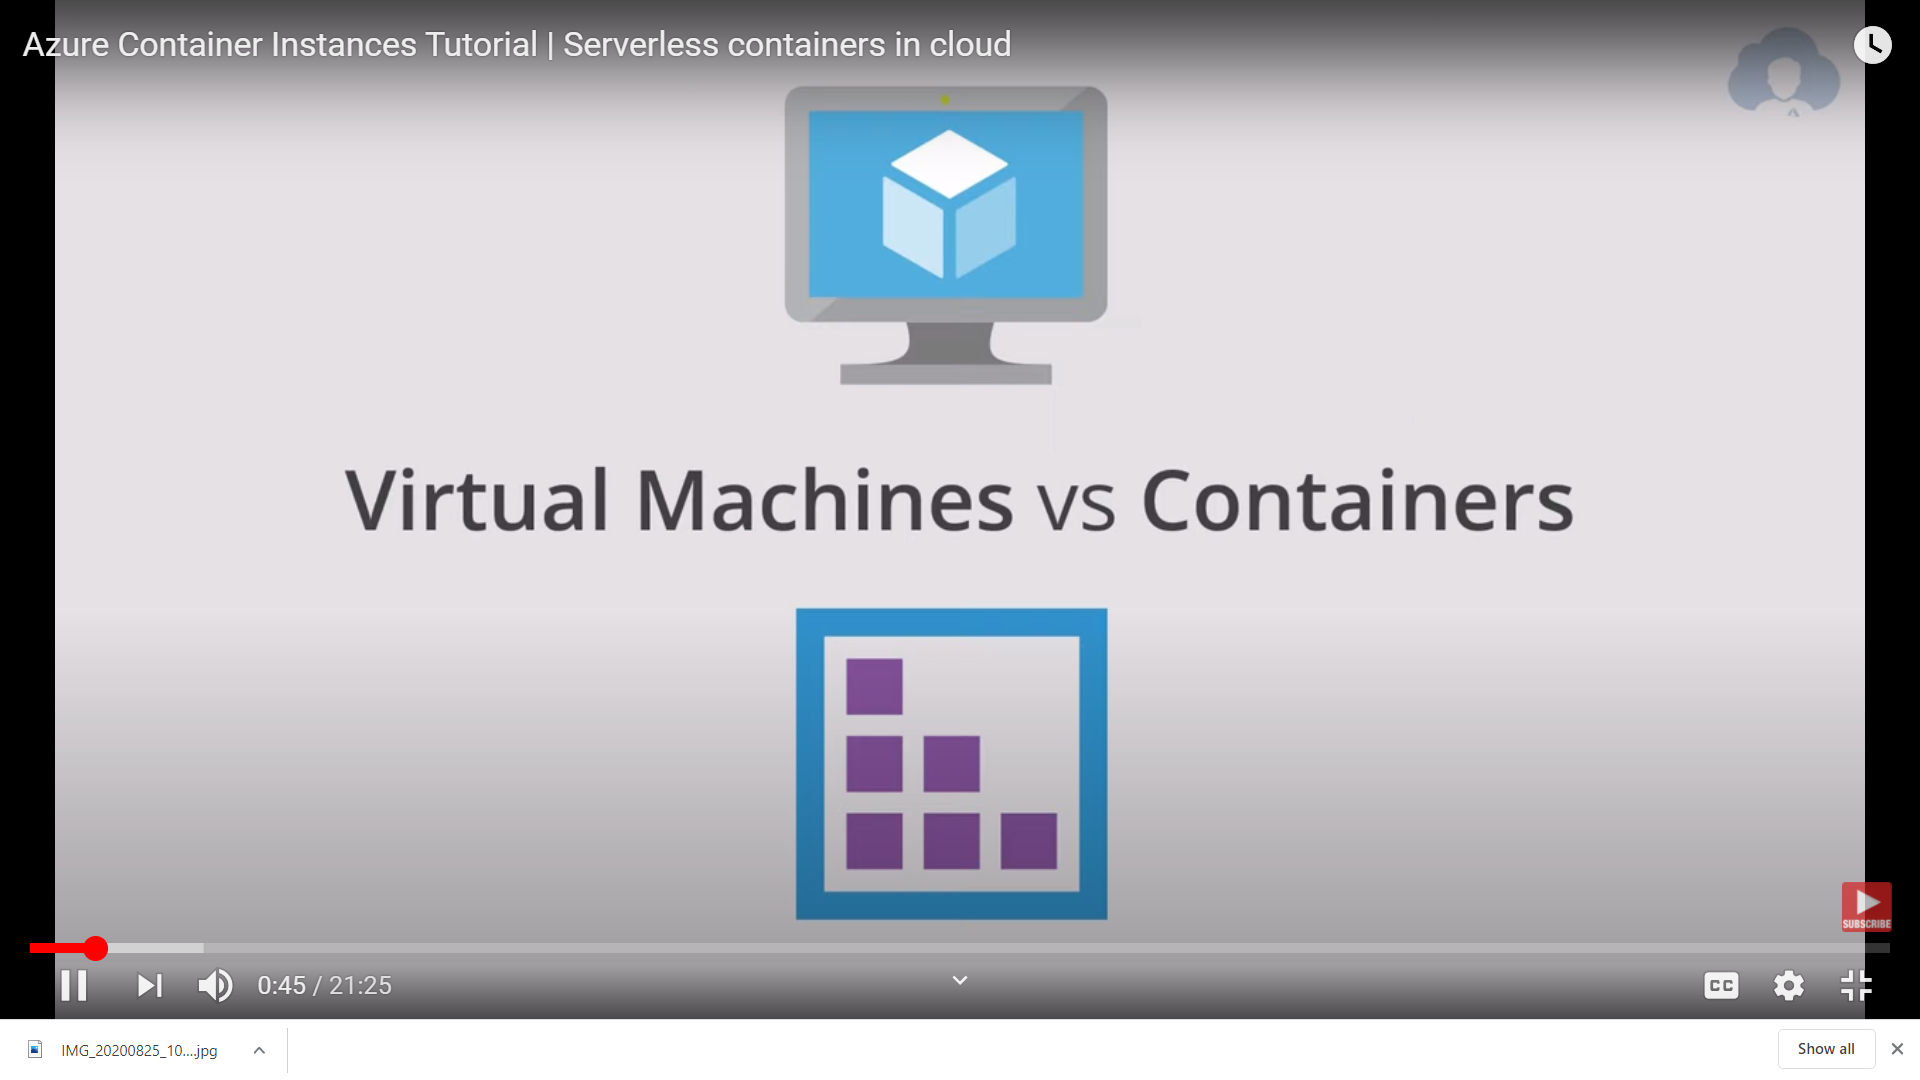 Azure Container Instances Tutorial | Serverless containers in cloud
Virtual Machines vs Containers
SUBSCRIBE
0:45 / 21:25
CC
IMG_20200825_10....jpg
Show all